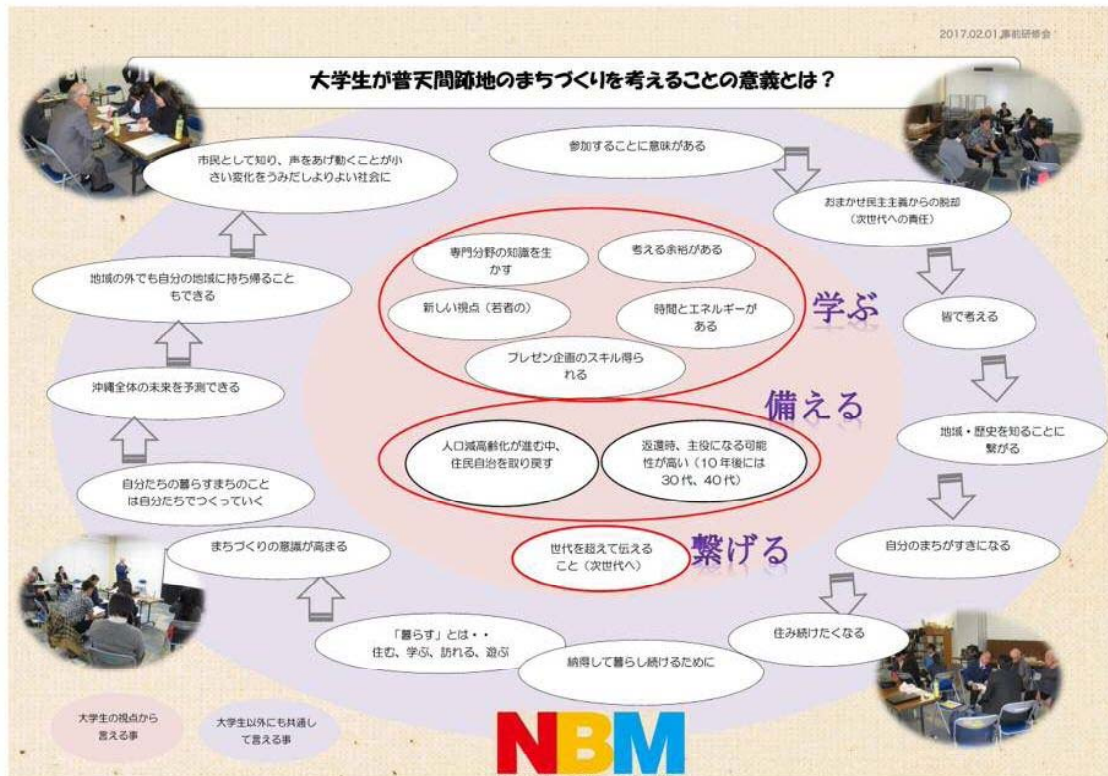 2017.02.01.事前研修会
大学生が普天間跡地のまちづくりを考えることの意義とは？
参加することに意味がある
おまかせ民主主義からの脱却
（次世代への責任）
皆で考える
地域・歴史を知ることに
繋がる
自分のまちがすきになる
住み続けたくなる
納得して暮らし続けるために
「暮らす」とは・・
住む、学ぶ、訪れる、遊ぶ
まちづくりの意識が高まる
自分たちの暮らすまちのこと
は自分たちでつくっていく
沖縄全体の未来を予測できる
地域の外でも自分の地域に持ち帰ること
もできる
市民として知り、声をあげ動くことが小
さい変化をうみだしよりよい社会に
専門分野の知識を生
かす
考える余裕がある
新しい視点（若者の）
時間とエネルギーが
ある
プレゼン企画のスキル得ら
れる
学ぶ
備える
人口減高齢化が進む中、
住民自治を取り戻す
返還時、主役になる可能
性が高い（10年後には
30代、40代）
世代を超えて伝える
こと（次世代へ）
繋げる
大学生の視点から
言える事
大学生以外にも共通し
て言える事
NBM